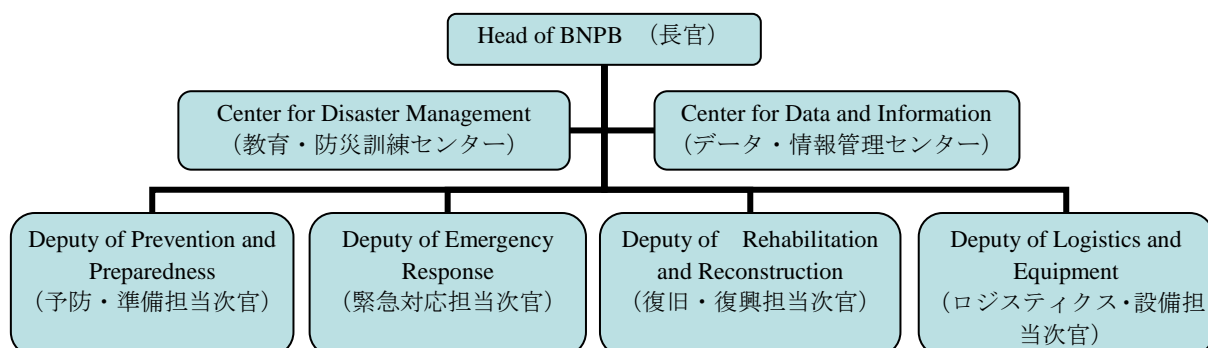 Head of BNPB （長官）
Center for Disaster Management
（教育・防災訓練センター）
Center for Data and Information
（データ・情報管理センター）
Deputy of Prevention and
Preparedness
（予防・準備担当次官）
Deputy of Emergency
Response
（緊急対応担当次官）
Deputy of Rehabilitation
and Reconstruction
（復旧・復興担当次官）
Deputy of Logistics and
Equipment
（ロジスティクス・設備担
当次官）